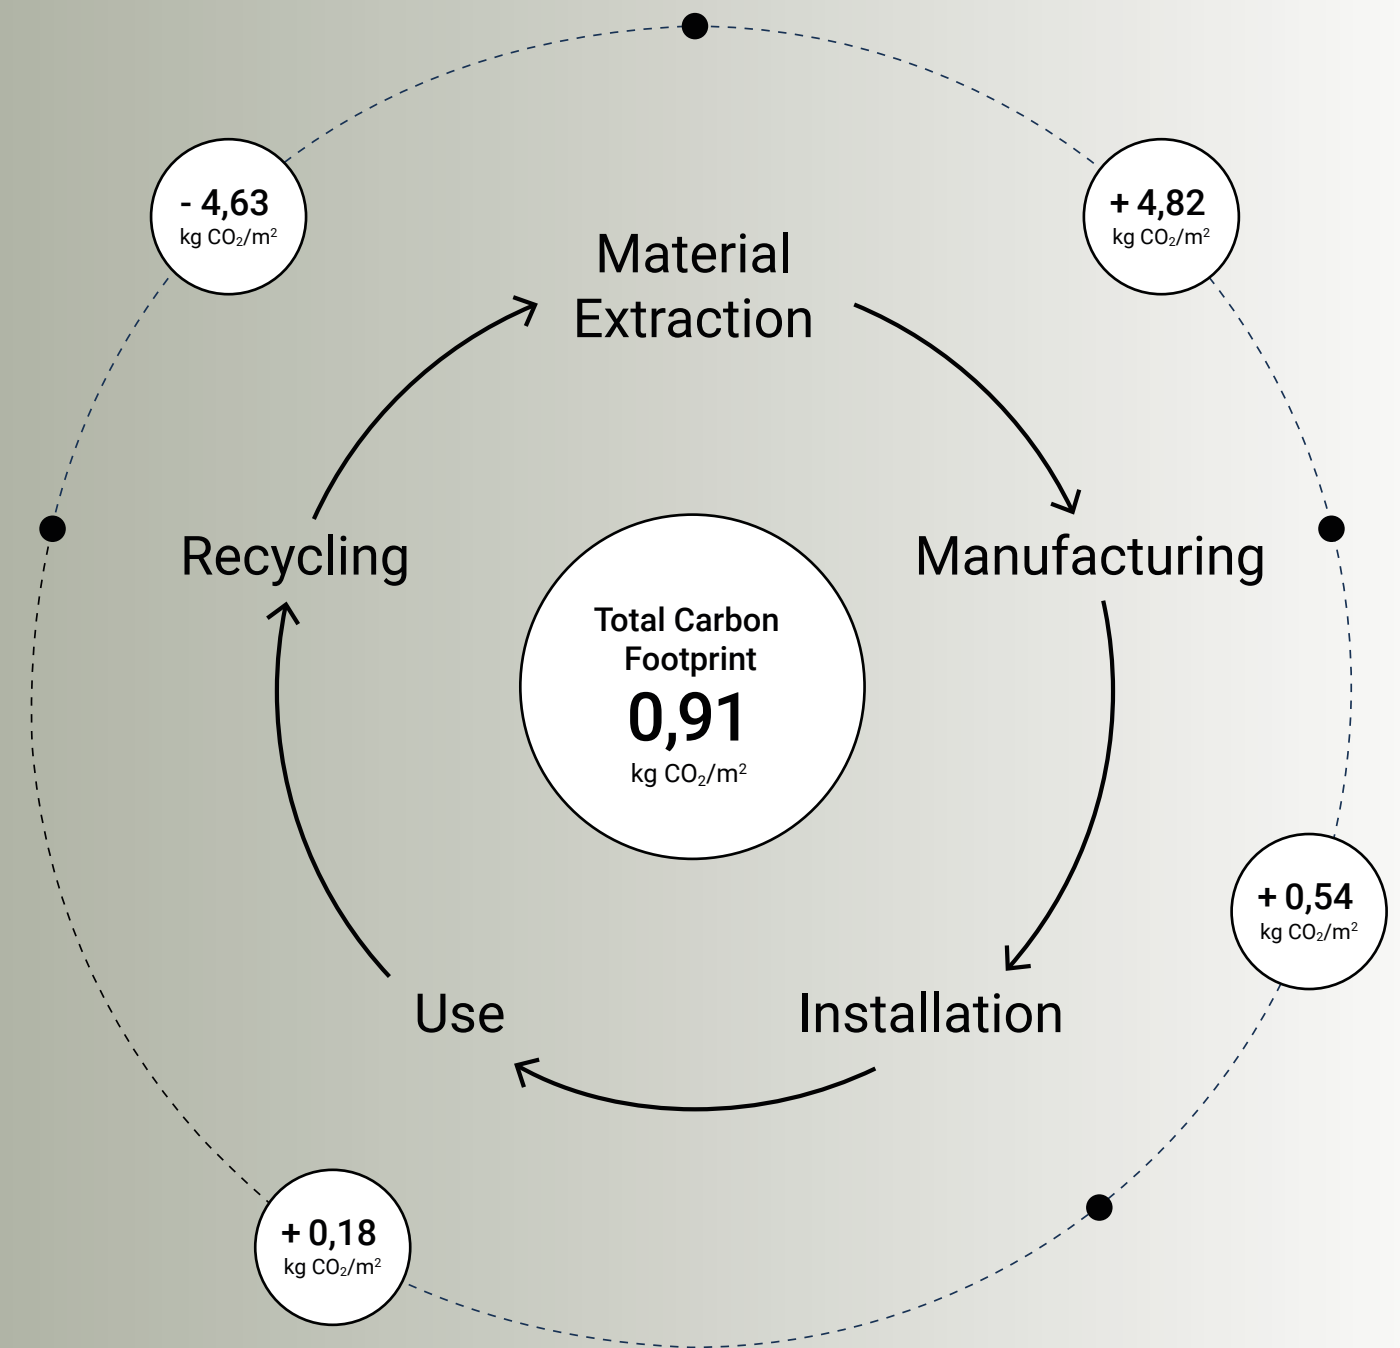 - 4,63
kg CO₂/m²
+ 4,82
kg CO₂/m²
Material
Extraction
Recycling
Manufacturing
Total Carbon
Footprint
0,91
kg CO₂/m²
+ 0,54
kg CO₂/m²
Use
Installation
+ 0,18
kg CO₂/m²